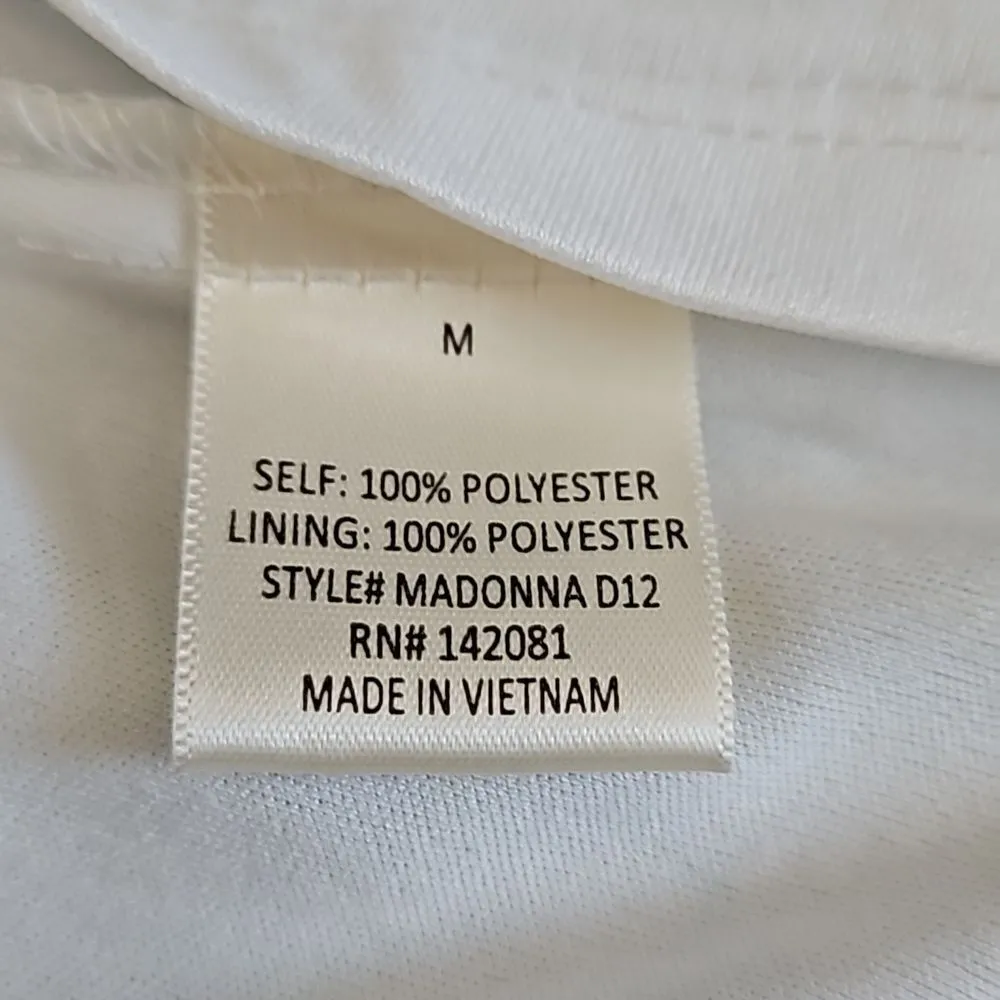 M
SELF: 100% POLYESTER
LINING: 100% POLYESTER
STYLE# MADONNA D12
RN# 142081
MADE IN VIETNAM